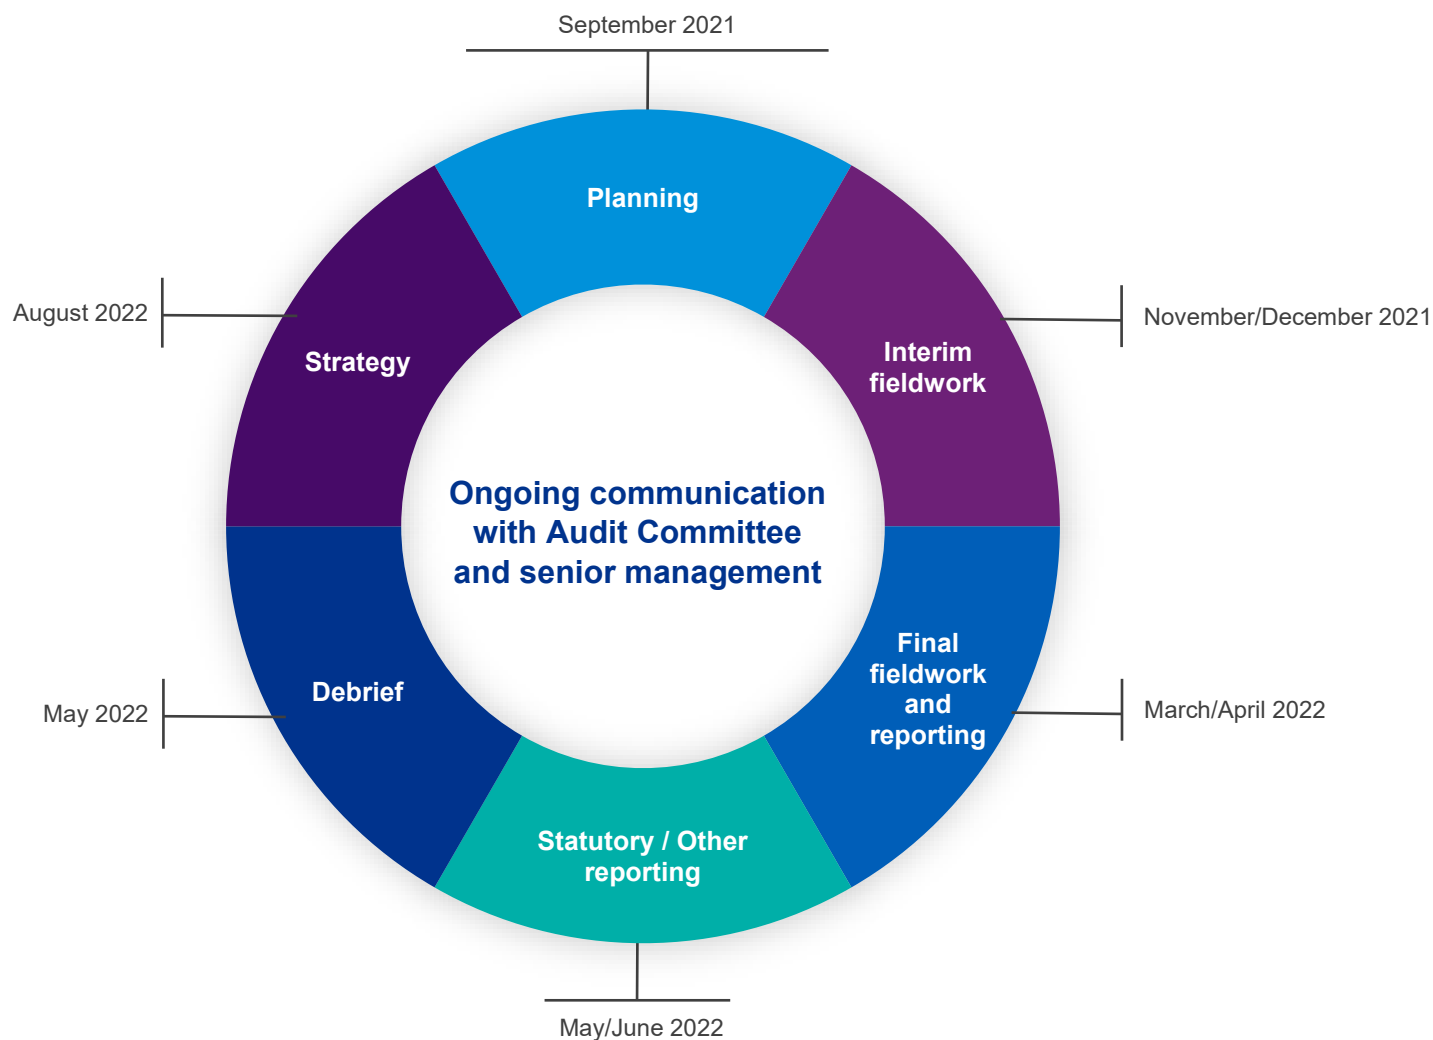 September 2021
Planning
August 2022
November/December 2021
Strategy
Interim
fieldwork
Ongoing communication
with Audit Committee
and senior management
Final
fieldwork
and
reporting
Debrief
May 2022
March/April 2022
Statutory / Other
reporting
May/June 2022